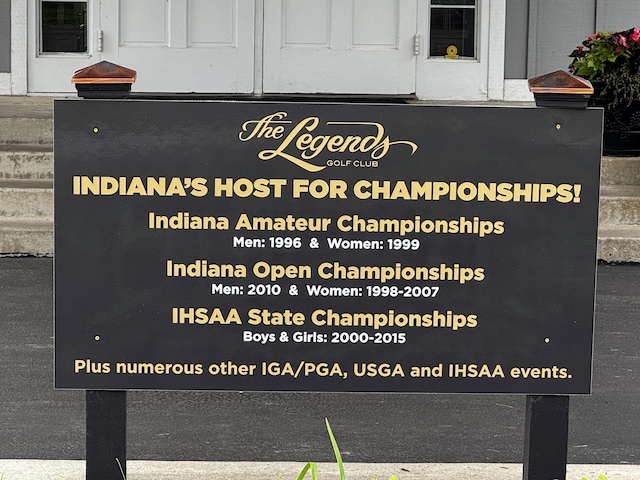 The Legends
GOLF CLUB
INDIANA'S HOST FOR CHAMPIONSHIPS!
Indiana Amateur Championships
Men: 1996 & Women: 1999
Indiana Open Championships
Men: 2010 & Women: 1998-2007
IHSAA State Championships
Boys & Girls: 2000-2015
Plus numerous other IGA/PGA, USGA and IHSAA events.